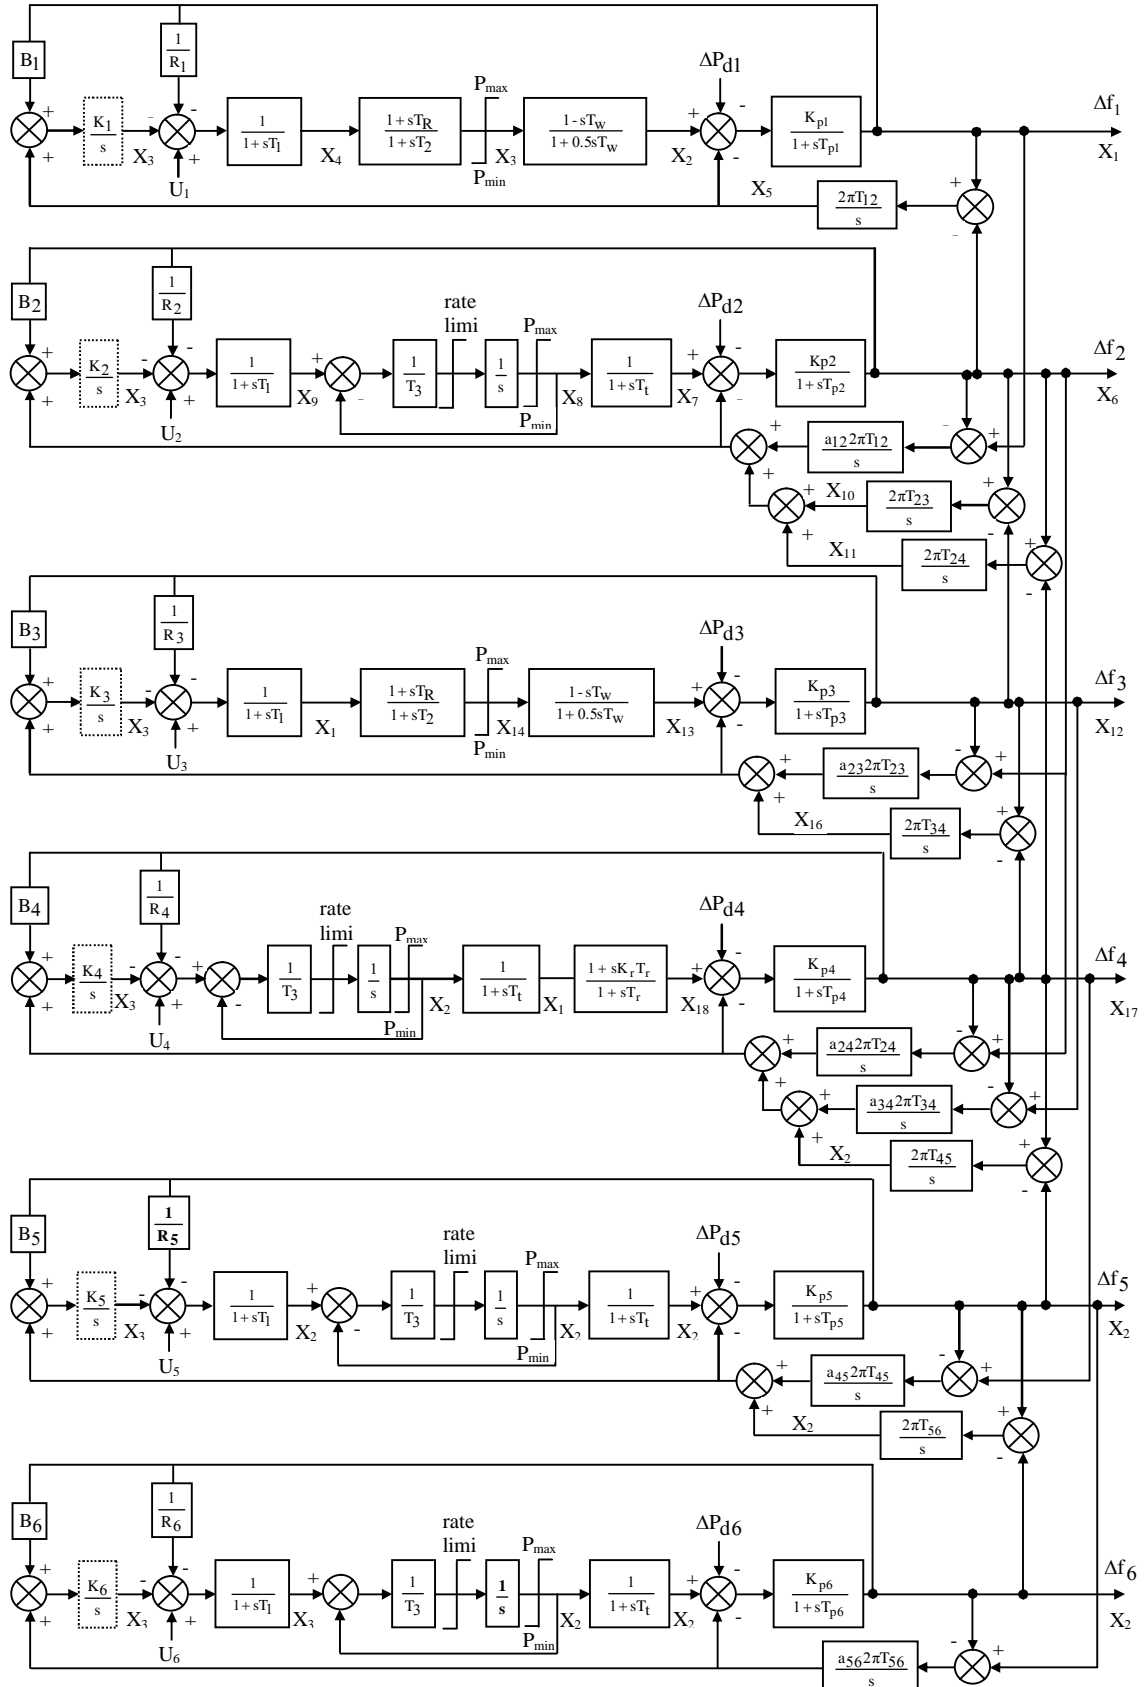 B1
1
R1
K1
s
+
+
-
-
+
X3
U1
1
1 + sT1
X4
1 + sTR
1 + sT2
Pmax
Pmin
X3
1 - sTw
1 + 0.5sTw
X2
ΔPd1
+
-
-
Kp1
1 + sTp1
Δf1
X1
X5
2πT12
s
+
-
B2
1
R2
K2
s
+
+
-
-
+
X3
U2
1
1 + sT1
X9
+
-
1
T3
rate
limi
1
s
Pmax
Pmin
X8
1
1 + sTt
X7
ΔPd2
+
-
-
Kp2
1 + sTp2
Δf2
X6
a12 2πT12
s
+
-
+
+
X10
2πT23
s
+
-
+
+
X11
2πT24
s
+
-
B3
1
R3
K3
s
+
+
-
-
+
X3
U3
1
1 + sT1
X1
1 + sTR
1 + sT2
Pmax
Pmin
X14
1 - sTw
1 + 0.5sTw
X13
ΔPd3
+
-
-
Kp3
1 + sTp3
Δf3
X12
a23 2πT23
s
+
-
+
+
X16
2πT34
s
+
-
B4
1
R4
K4
s
+
+
-
-
+
X3
U4
+
-
1
T3
rate
limi
1
s
Pmax
Pmin
X2
1
1 + sTt
X1
1 + sKrTr
1 + sTr
X18
ΔPd4
+
-
-
Kp4
1 + sTp4
Δf4
X17
a24 2πT24
s
+
-
+
+
a34 2πT34
s
+
-
+
+
X2
2πT45
s
+
-
B5
1
R5
K5
s
+
+
-
-
+
X3
U5
1
1 + sT1
X2
+
-
1
T3
rate
limi
1
s
Pmax
Pmin
X2
1
1 + sTt
X2
ΔPd5
+
-
-
Kp5
1 + sTp5
Δf5
X2
a45 2πT45
s
+
-
+
+
X2
2πT56
s
+
-
B6
1
R6
K6
s
+
+
-
-
+
X3
U6
1
1 + sT1
X3
+
1
T3
rate
limi
1
s
Pmax
Pmin
X2
1
1 + sTt
X2
ΔPd6
+
-
-
Kp6
1 + sTp6
Δf6
X2
a56 2πT56
s
+
-